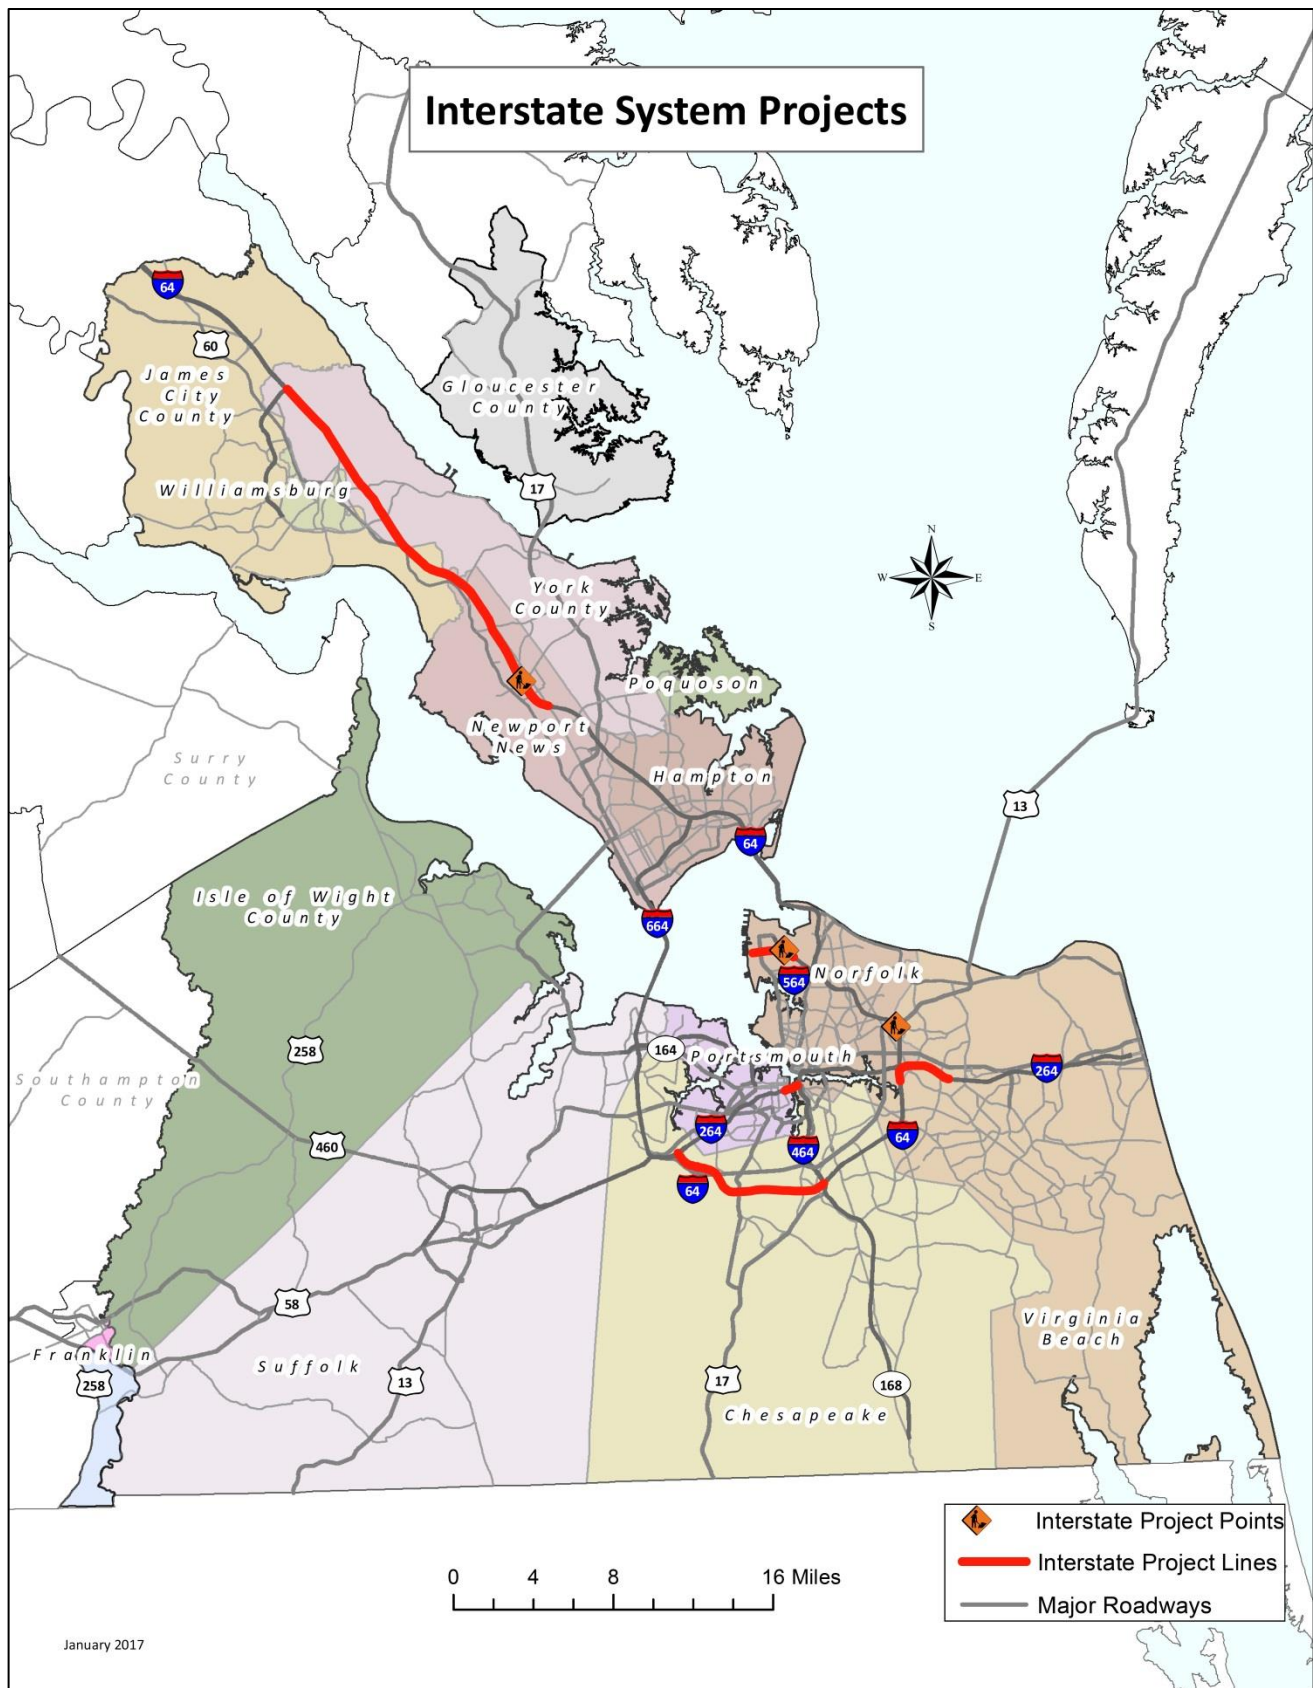 Interstate System Projects
64
60
James
City
County
Gloucester
County
Williamsburg
17
N
W
E
S
York
County
Poquoson
Newport
News
Surry
County
Hampton
13
64
Isle of Wight
County
664
Norfolk
564
258
164
Portsmouth
264
Southampton
County
460
264
464
64
64
58
Virginia
Beach
Franklin
Suffolk
258
13
17
168
Chesapeake
Interstate Project Points
Interstate Project Lines
Major Roadways
0 4 8 16 Miles
January 2017